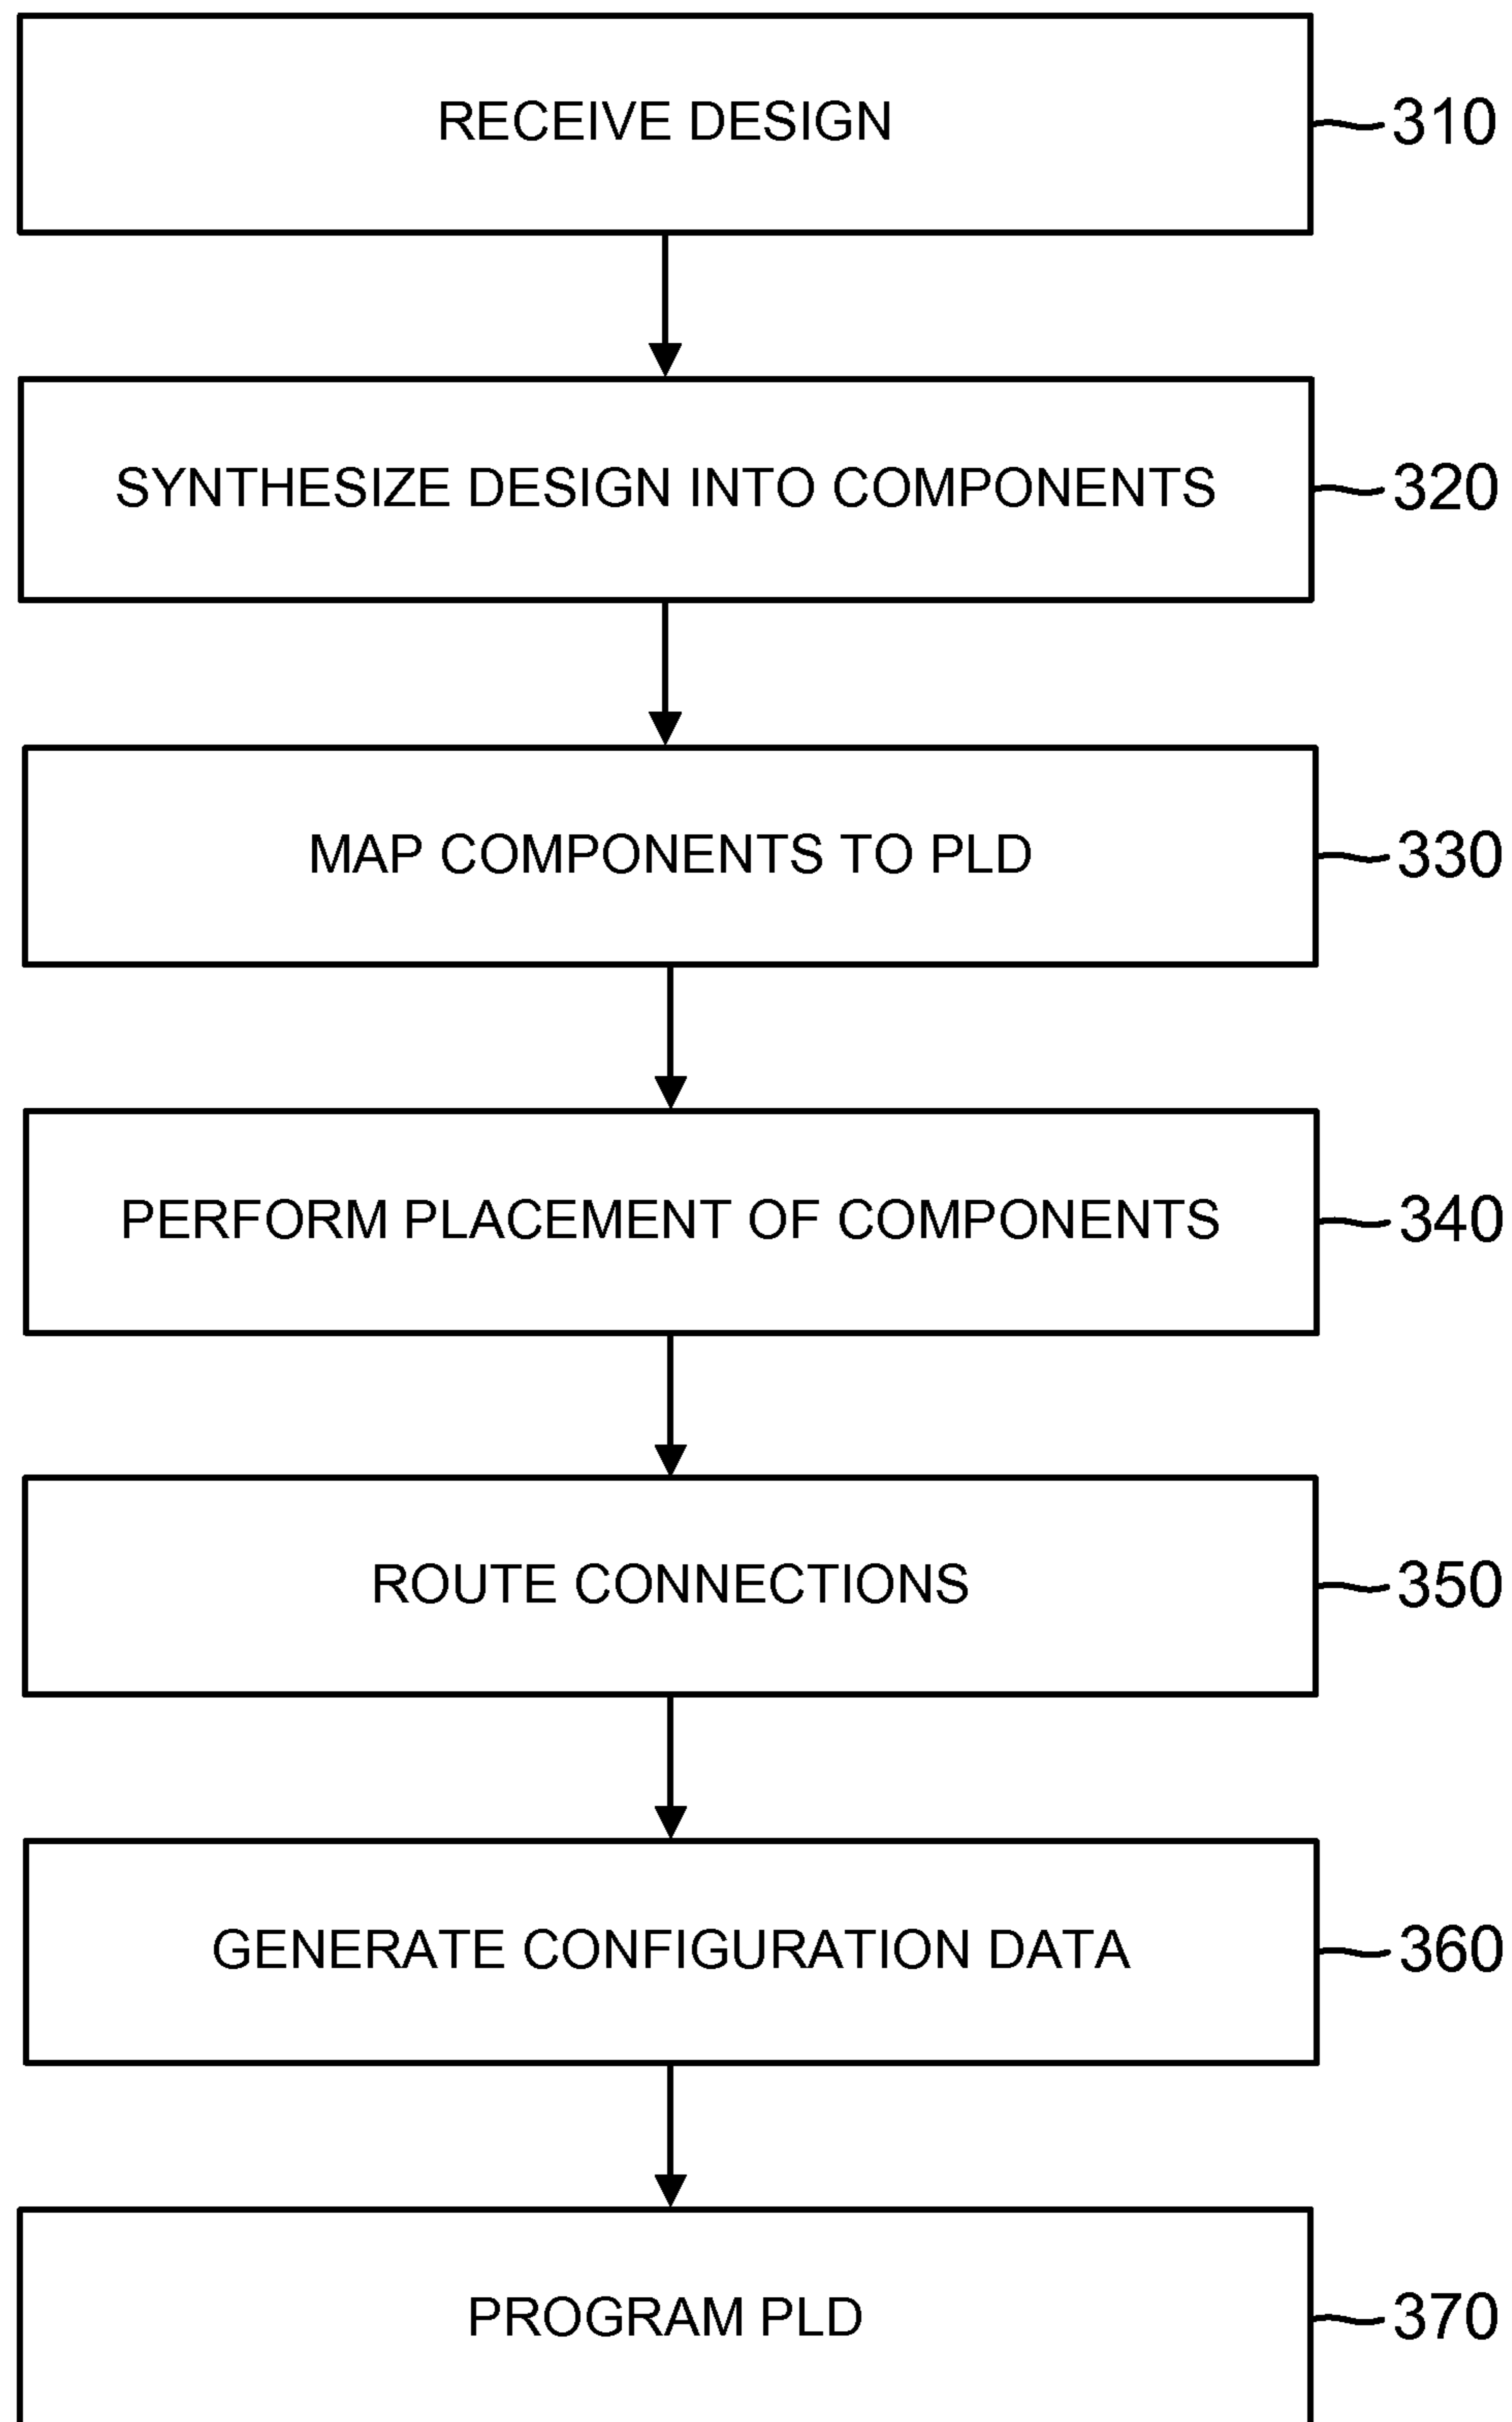 RECEIVE DESIGN
310
SYNTHESIZE DESIGN INTO COMPONENTS
320
MAP COMPONENTS TO PLD
330
PERFORM PLACEMENT OF COMPONENTS
340
ROUTE CONNECTIONS
350
GENERATE CONFIGURATION DATA
360
PROGRAM PLD
370